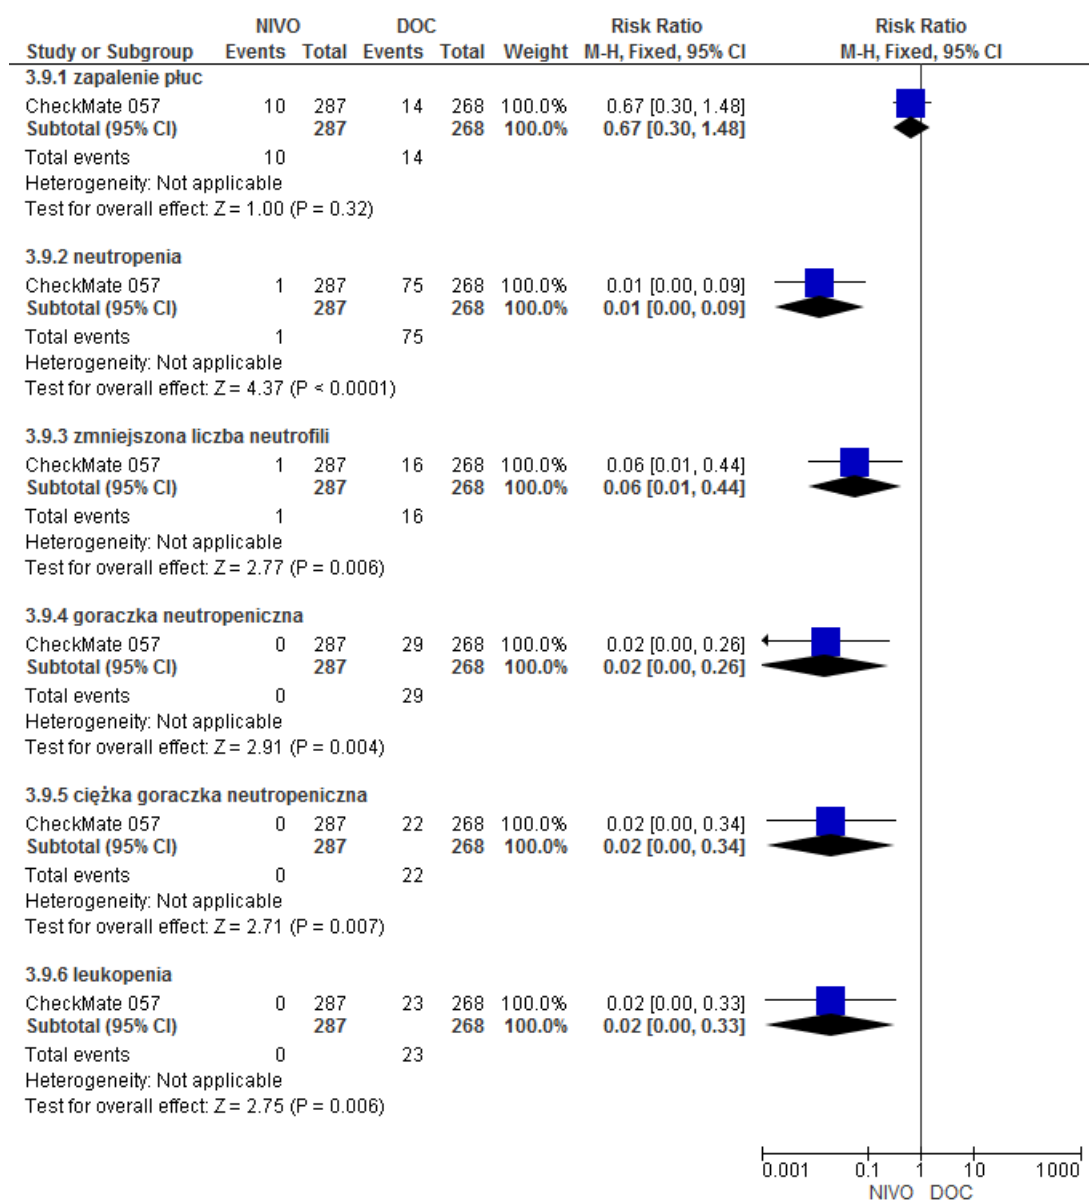 NIVO DOC Risk Ratio Risk Ratio
Study or Subgroup Events Total Events Total Weight M-H, Fixed, 95% CI M-H, Fixed, 95% CI
3.9.1 zapalenie płuc
CheckMate 057 10 287 14 268 100.0% 0.67 [0.30, 1.48]
Subtotal (95% CI) 287 268 100.0% 0.67 [0.30, 1.48]
Total events 10 14
Heterogeneity: Not applicable
Test for overall effect: Z = 1.00 (P = 0.32)
3.9.2 neutropenia
CheckMate 057 1 287 75 268 100.0% 0.01 [0.00, 0.09]
Subtotal (95% CI) 287 268 100.0% 0.01 [0.00, 0.09]
Total events 1 75
Heterogeneity: Not applicable
Test for overall effect: Z = 4.37 (P < 0.0001)
3.9.3 zmniejszona liczba neutrofili
CheckMate 057 1 287 16 268 100.0% 0.06 [0.01, 0.44]
Subtotal (95% CI) 287 268 100.0% 0.06 [0.01, 0.44]
Total events 1 16
Heterogeneity: Not applicable
Test for overall effect: Z = 2.77 (P = 0.006)
3.9.4 goraczka neutropeniczna
CheckMate 057 0 287 29 268 100.0% 0.02 [0.00, 0.26]
Subtotal (95% CI) 287 268 100.0% 0.02 [0.00, 0.26]
Total events 0 29
Heterogeneity: Not applicable
Test for overall effect: Z = 2.91 (P = 0.004)
3.9.5 ciężka goraczka neutropeniczna
CheckMate 057 0 287 22 268 100.0% 0.02 [0.00, 0.34]
Subtotal (95% CI) 287 268 100.0% 0.02 [0.00, 0.34]
Total events 0 22
Heterogeneity: Not applicable
Test for overall effect: Z = 2.71 (P = 0.007)
3.9.6 leukopenia
CheckMate 057 0 287 23 268 100.0% 0.02 [0.00, 0.33]
Subtotal (95% CI) 287 268 100.0% 0.02 [0.00, 0.33]
Total events 0 23
Heterogeneity: Not applicable
Test for overall effect: Z = 2.75 (P = 0.006)
0.001 0.1 1 10 1000
NIVO DOC